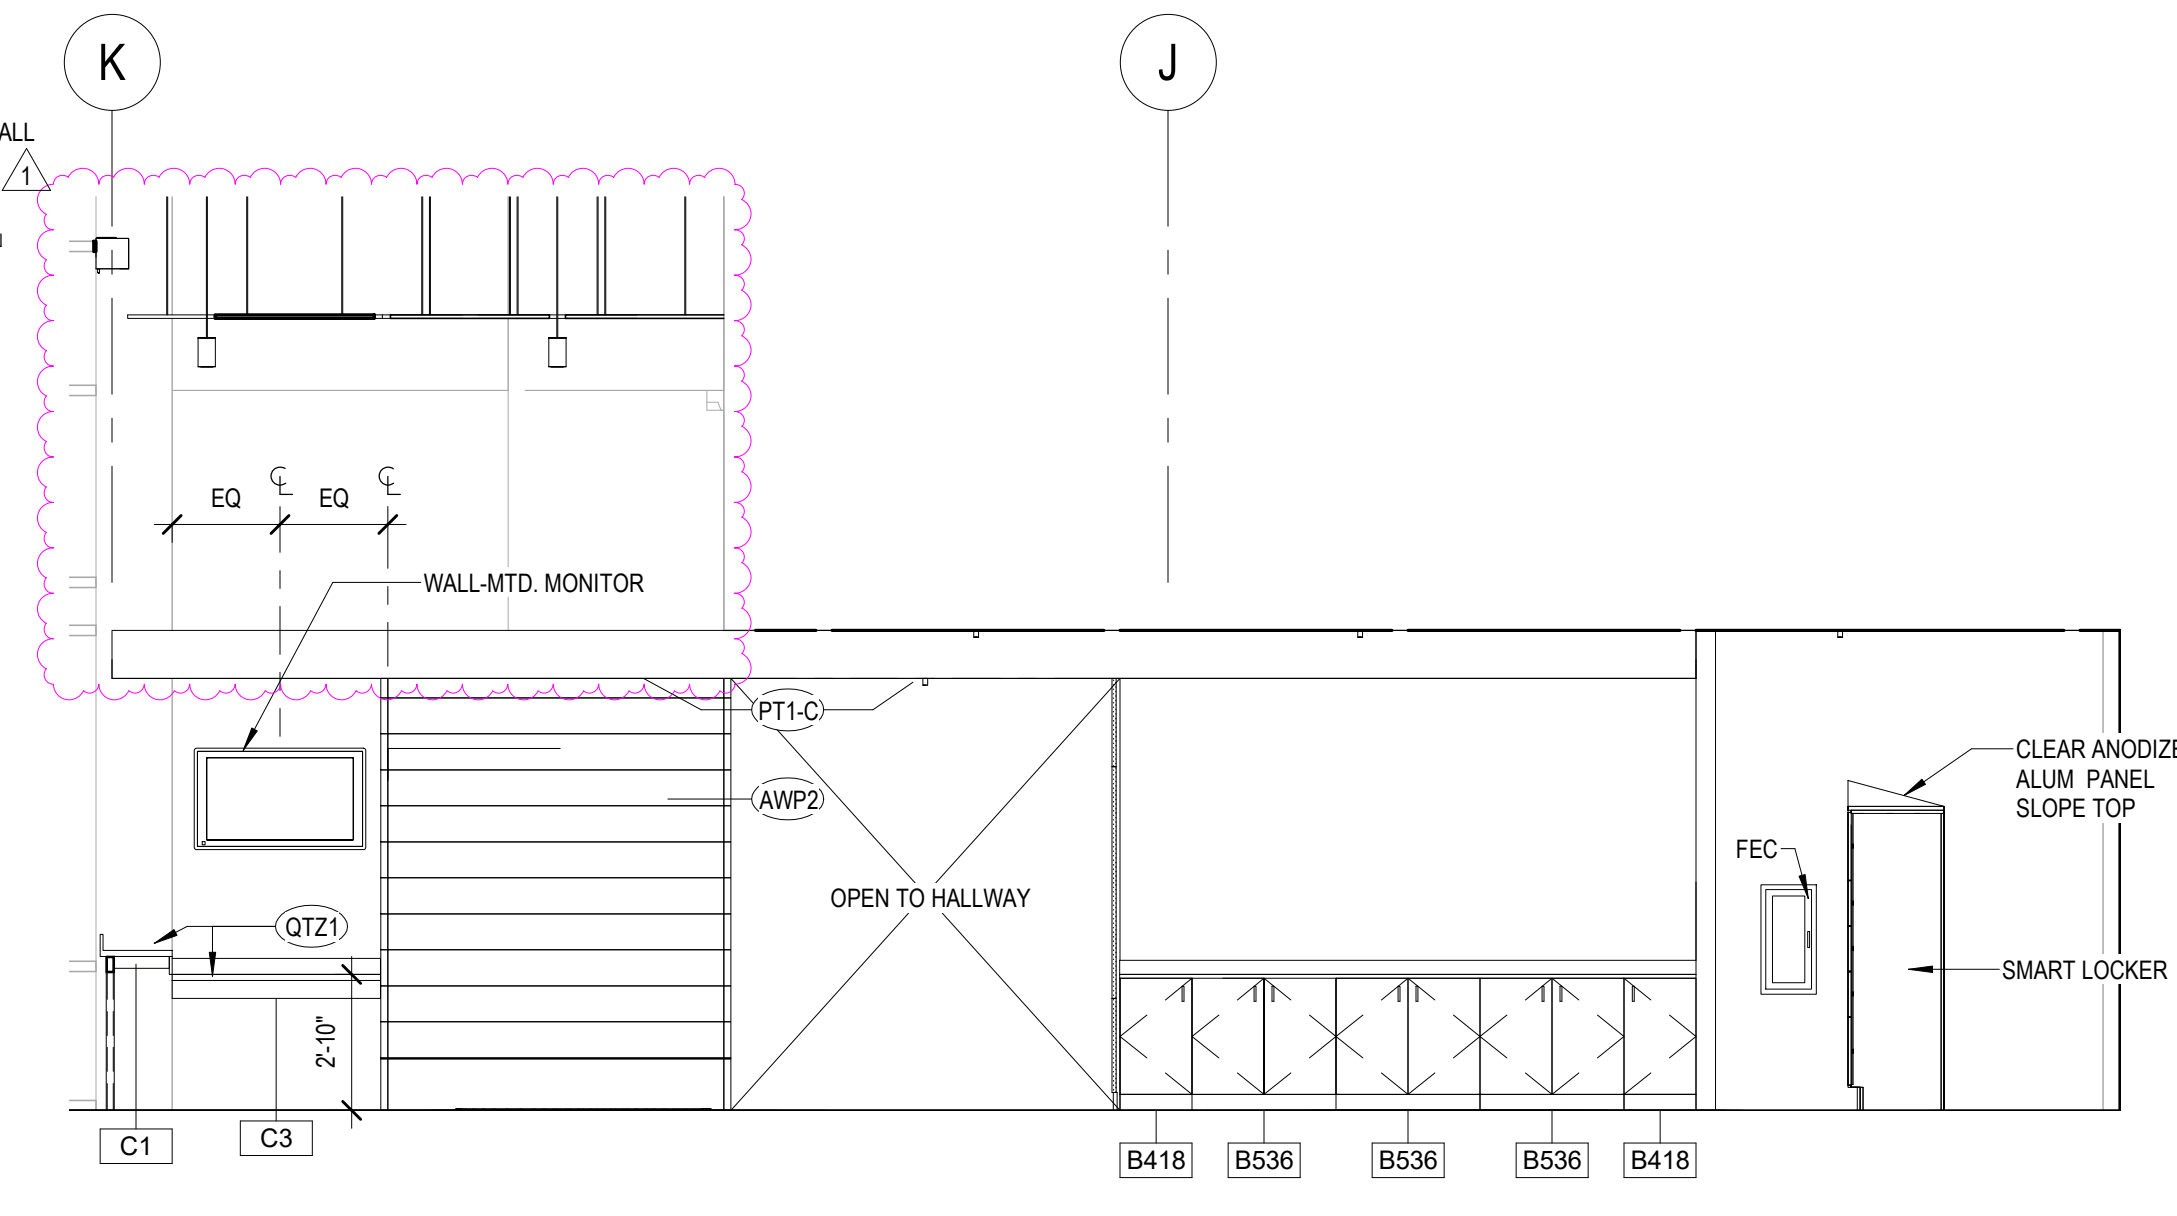 K
J
ALL
1
EQ
EQ
WALL-MTD. MONITOR
PT1-C
CLEAR ANODIZE
ALUM PANEL
SLOPE TOP
AWP2
FEC
OPEN TO HALLWAY
QTZ1
SMART LOCKER
2'-10"
C1
C3
B418
B536
B536
B536
B418